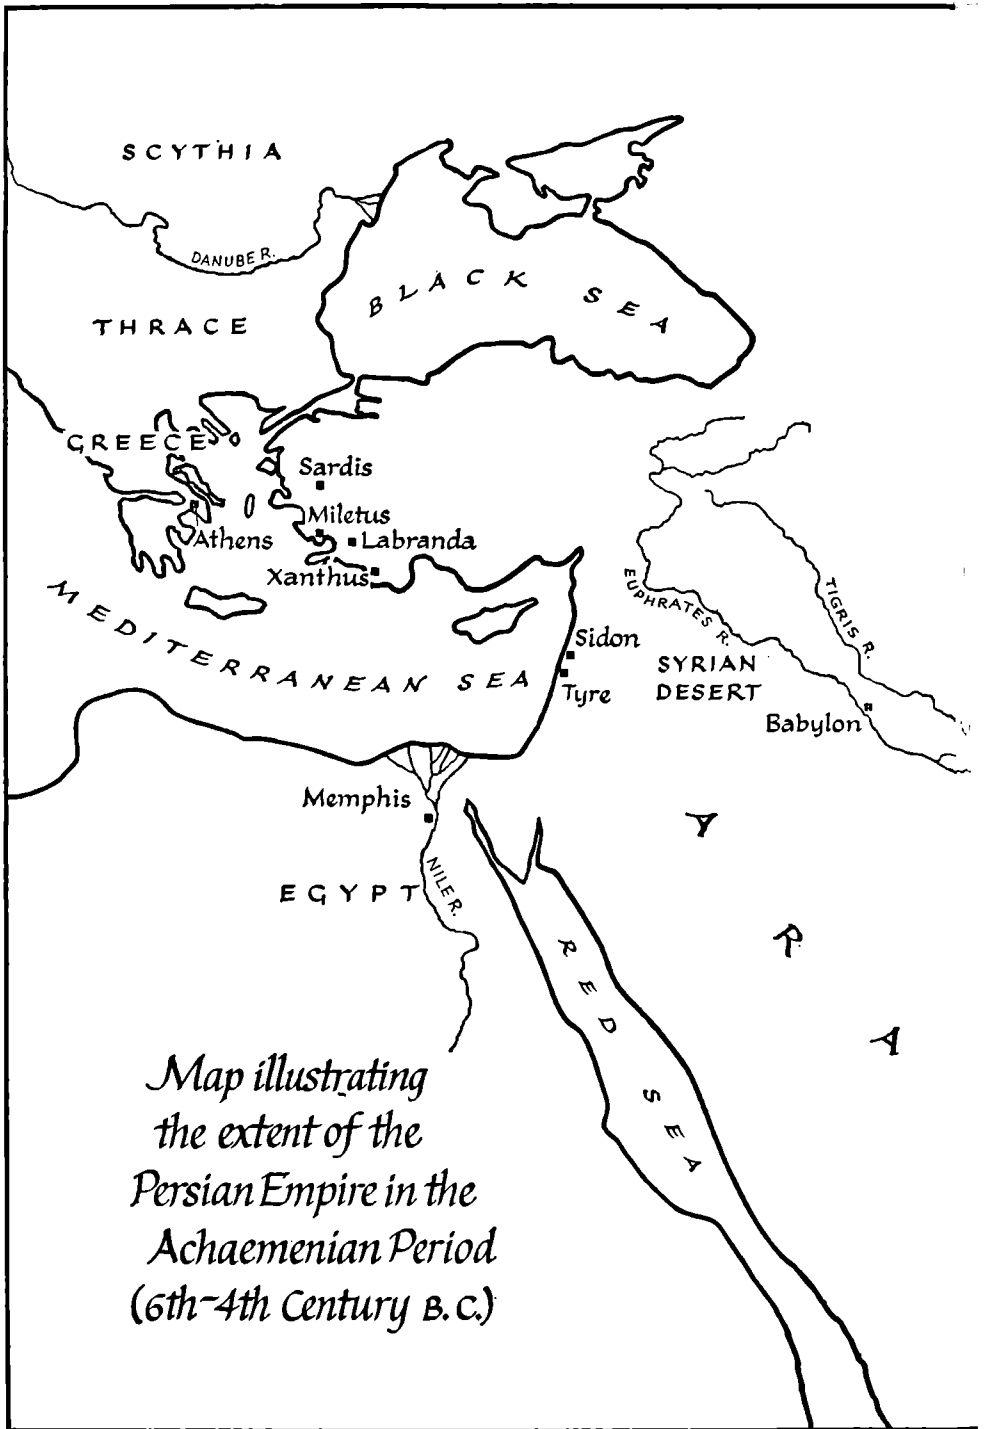 SCYTHIA
DANUBE R.
BLACK SEA
THRACE
GREECE
Sardis
Miletus
Athens
Labranda
Xanthus
MEDITERRANEAN SEA
EUPHRATES R.
TIGRIS R.
Sidon
SYRIAN
DESERT
Tyre
Babylon
Memphis
EGYPT
NILE R.
A R A
RED SEA
Map illustrating
the extent of the
Persian Empire in the
Achaemenian Period
(6th-4th Century B.C.)